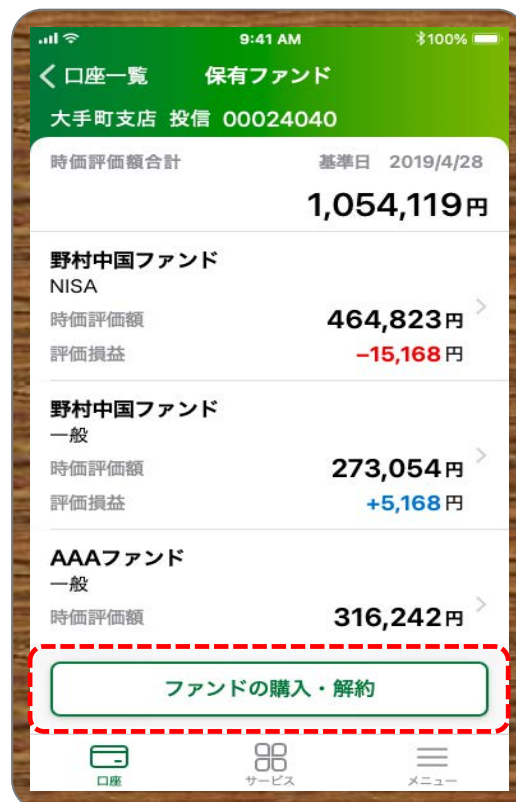 9:41 AM 100%
口座一覧 保有ファンド
大手町支店 投信 00024040
時価評価額合計 基準日 2019/4/28
1,054,119円
野村中国ファンド
NISA
時価評価額 464,823円
評価損益 −15,168円
野村中国ファンド
一般
時価評価額 273,054円
評価損益 +5,168円
AAAファンド
一般
時価評価額 316,242円
ファンドの購入・解約
口座 サービス メニュー